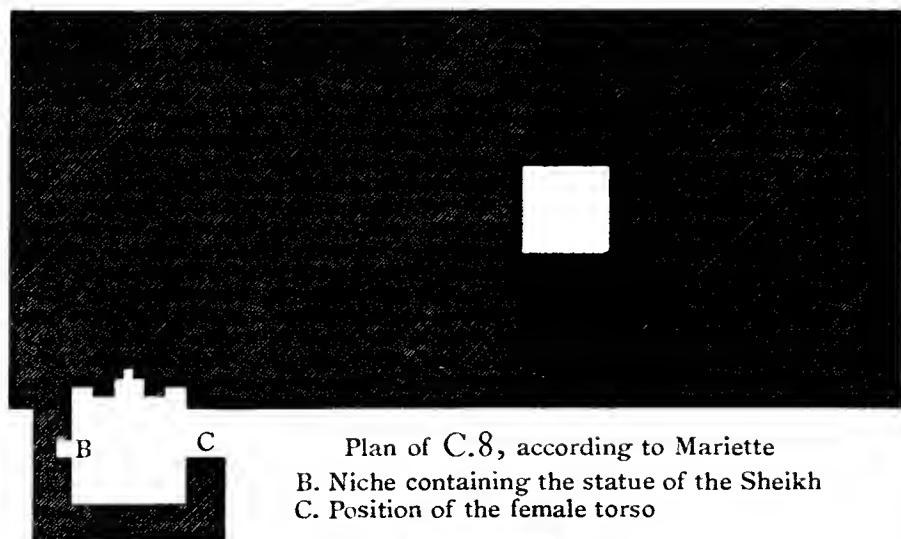 B C
Plan of C.8, according to Mariette
B. Niche containing the statue of the Sheikh
C. Position of the female torso